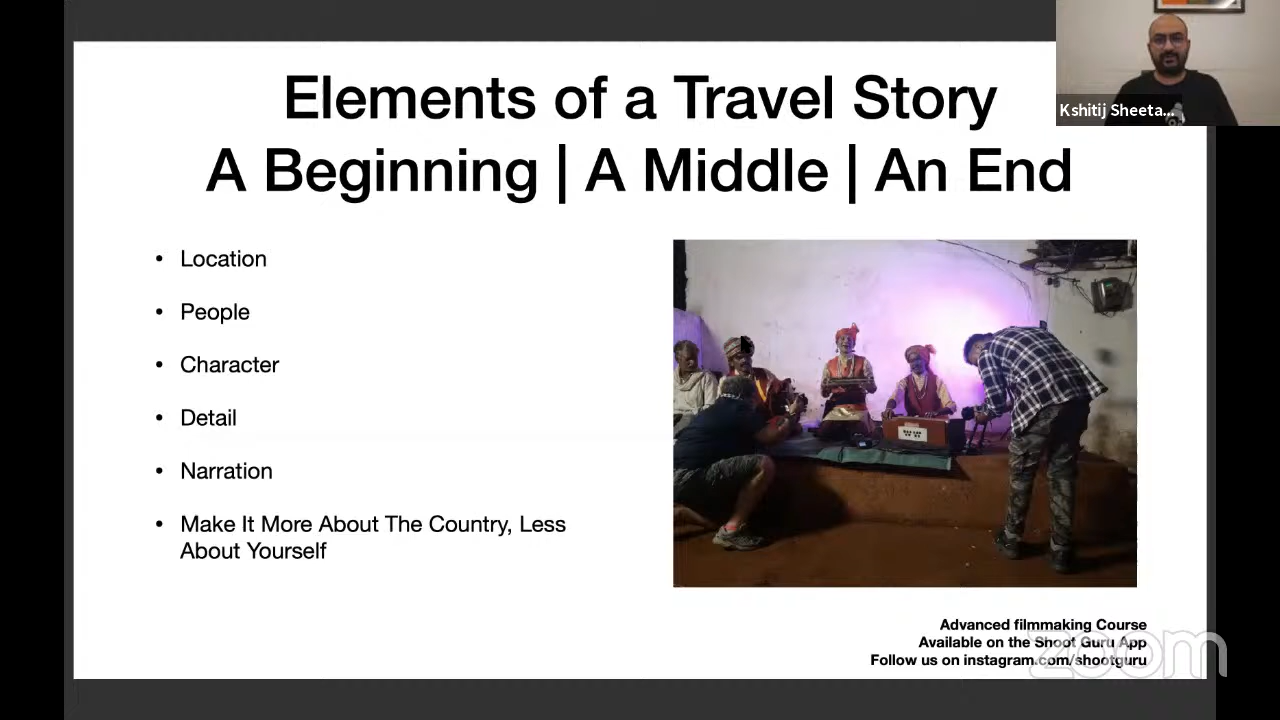 Elements of a Travel Story
A Beginning | A Middle | An End
Kshitij Sheeta...
• Location
• People
• Character
• Detail
• Narration
• Make It More About The Country, Less
About Yourself
Advanced filmmaking Course
Available on the Shoot Guru App
Follow us on instagram.com/shootguru
zoom